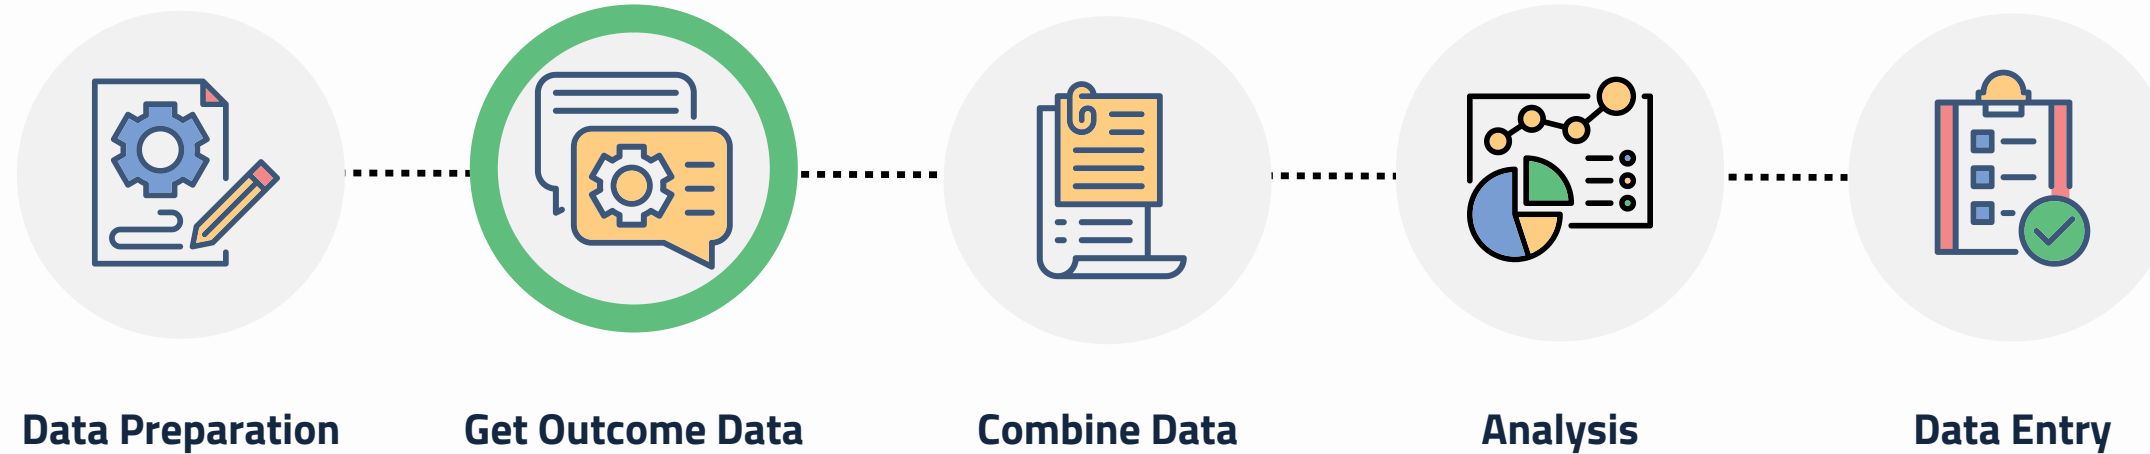 Data Preparation
Get Outcome Data
Combine Data
Analysis
Data Entry